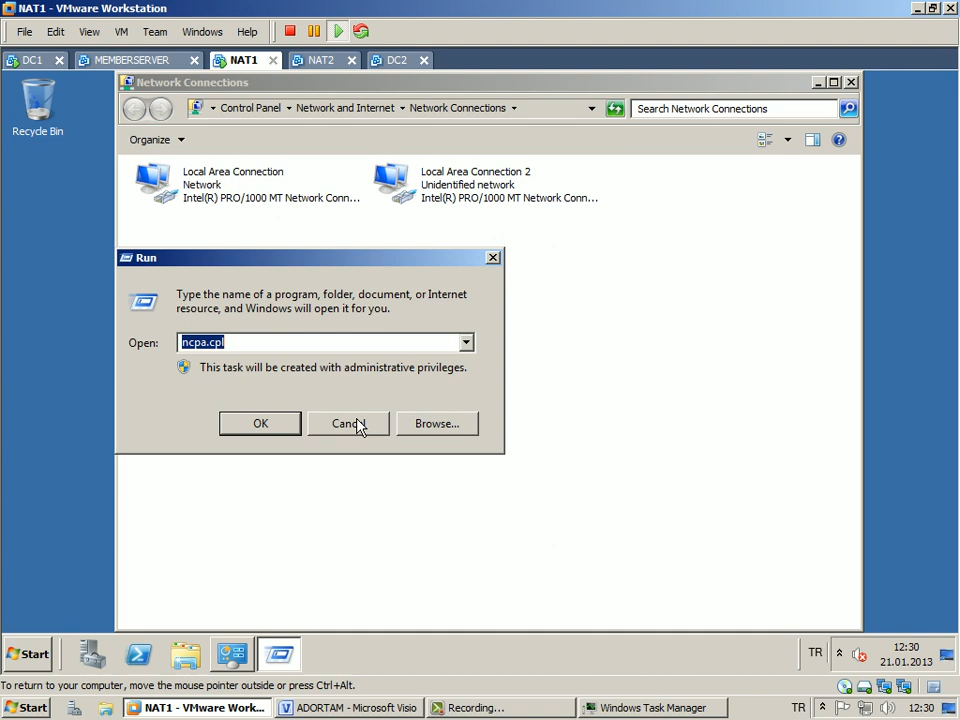 NAT1 - VMware Workstation
File Edit View VM Team Windows Help
DC1 MEMBERSERVER NAT1 NAT2 DC2
Recycle Bin
Network Connections
Control Panel Network and Internet Network Connections Search Network Connections
Organize
Local Area Connection
Network
Intel(R) PRO/1000 MT Network Conn...
Local Area Connection 2
Unidentified network
Intel(R) PRO/1000 MT Network Conn...
Run
Type the name of a program, folder, document, or Internet
resource, and Windows will open it for you.
Open: ncpa.cpl
This task will be created with administrative privileges.
OK Cancel Browse...
Start TR 12:30
21.01.2013
To return to your computer, move the mouse pointer outside or press Ctrl+Alt.
Start NAT1 - VMware Work... ADORTAM - Microsoft Visio Recording... Windows Task Manager TR 12:30